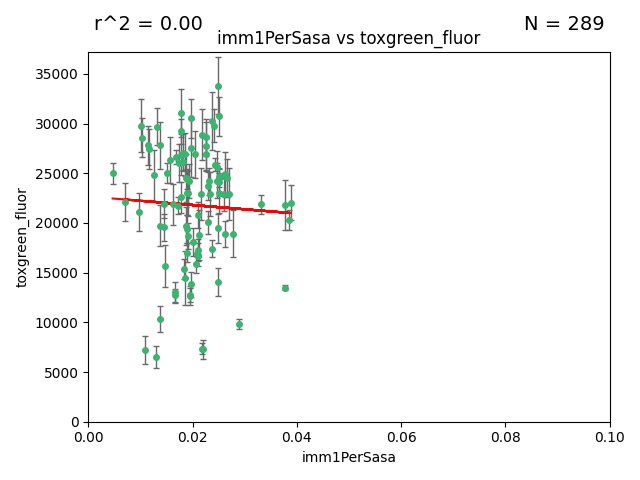 r^2 = 0.00
N = 289
imm1PerSasa vs toxgreen_fluor
35000
30000
25000
20000
15000
10000
5000
0
toxgreen_fluor
0.00
0.02
0.04
0.06
0.08
0.10
imm1PerSasa